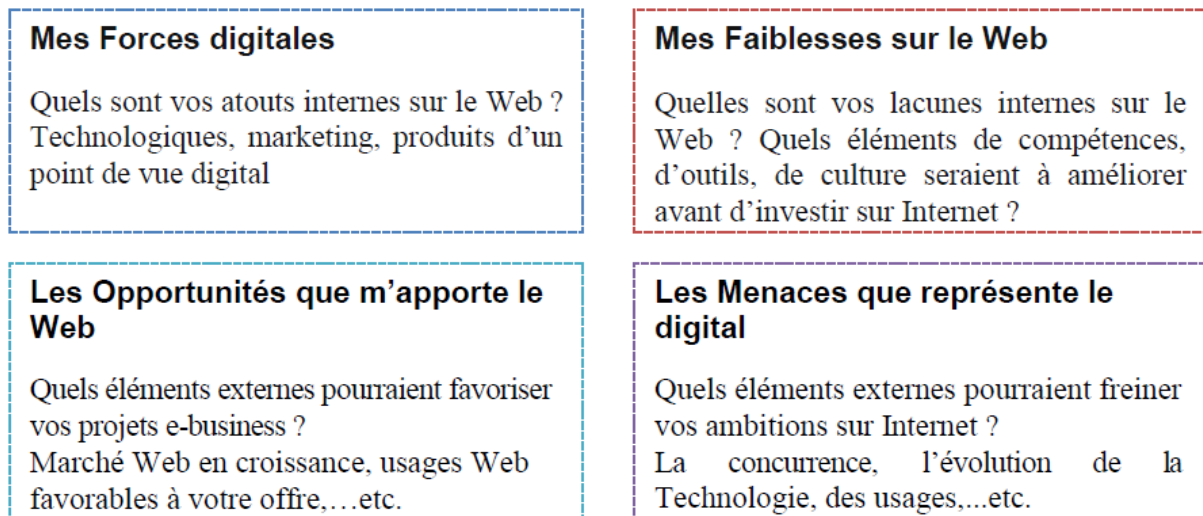 Mes Forces digitales
Quels sont vos atouts internes sur le Web ?
Technologiques, marketing, produits d’un
point de vue digital
Mes Faiblesses sur le Web
Quelles sont vos lacunes internes sur le
Web ? Quels éléments de compétences,
d’outils, de culture seraient à améliorer
avant d’investir sur Internet ?
Les Opportunités que m’apporte le
Web
Quels éléments externes pourraient favoriser
vos projets e-business ?
Marché Web en croissance, usages Web
favorables à votre offre,…etc.
Les Menaces que représente le
digital
Quels éléments externes pourraient freiner
vos ambitions sur Internet ?
La concurrence, l’évolution de la
Technologie, des usages,...etc.